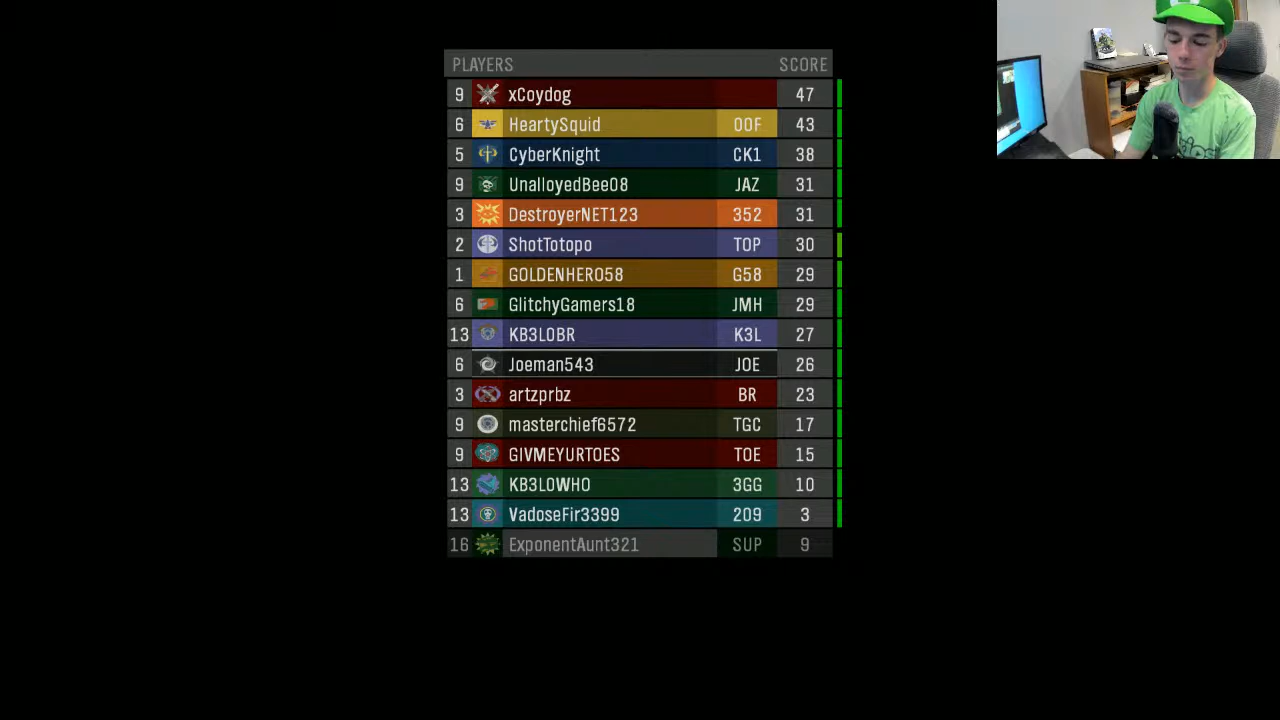 PLAYERS SCORE
9 xCoydog 47
6 HeartySquid OOF 43
5 CyberKnight CK1 38
9 UnalloyedBee08 JAZ 31
3 DestroyerNET123 352 31
2 ShotTotopo TOP 30
1 GOLDENHERO58 G58 29
6 GlitchyGamers18 JMH 29
13 KB3LOBR K3L 27
6 Joeman543 JOE 26
3 artzprbz BR 23
9 masterchief6572 TGC 17
9 GIVMEYURTOES TOE 15
13 KB3LOWHO 3GG 10
13 VadoseFir3399 209 3
16 ExponentAunt321 SUP 9